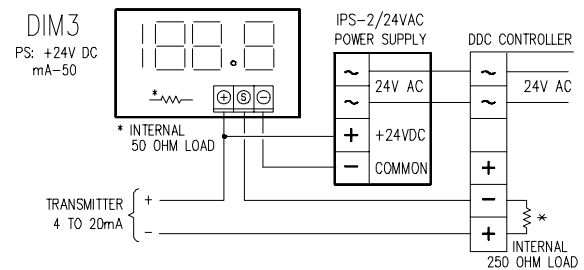 DIM3
PS: +24V DC
mA-50
188.8
*
+ S −
* INTERNAL
50 OHM LOAD
IPS-2/24VAC
POWER SUPPLY
~
24V AC
~
+ +24VDC
− COMMON
DDC CONTROLLER
~
24V AC
~
+
−
+
*
INTERNAL
250 OHM LOAD
TRANSMITTER
4 TO 20mA
+
−